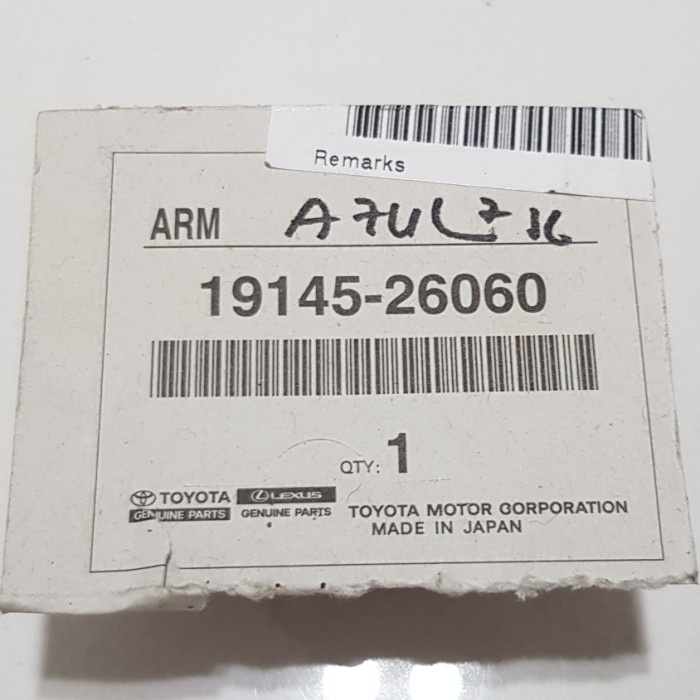 Remarks
ARM
19145-26060
QTY: 1
TOYOTA
GENUINE PARTS
LEXUS
GENUINE PARTS
TOYOTA MOTOR CORPORATION
MADE IN JAPAN